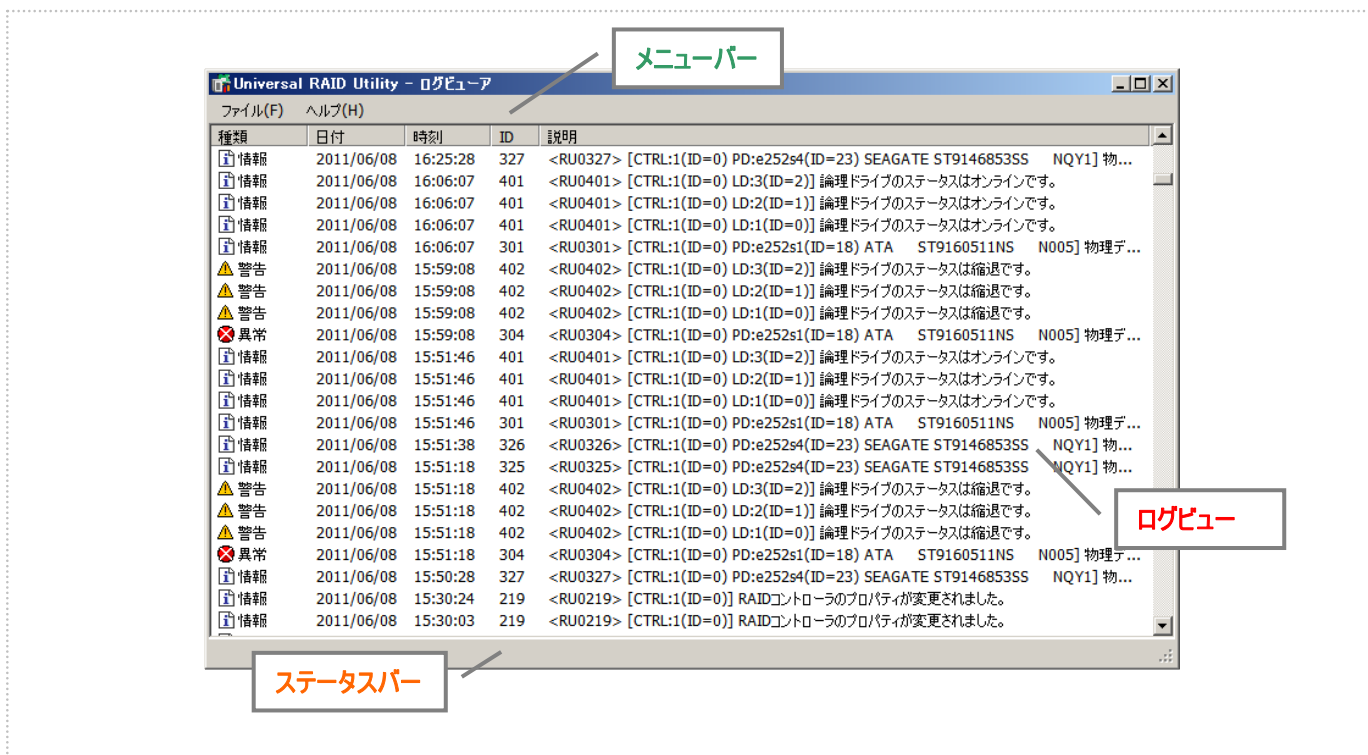 メニューバー
Universal RAID Utility - ログビューア
ファイル(F) ヘルプ(H)
種類 日付 時刻 ID 説明
情報 2011/06/08 16:25:28 327 <RU0327> [CTRL:1(ID=0) PD:e252s4(ID=23) SEAGATE ST9146853SS NQY1] 物...
情報 2011/06/08 16:06:07 401 <RU0401> [CTRL:1(ID=0) LD:3(ID=2)] 論理ドライブのステータスはオンラインです。
情報 2011/06/08 16:06:07 401 <RU0401> [CTRL:1(ID=0) LD:2(ID=1)] 論理ドライブのステータスはオンラインです。
情報 2011/06/08 16:06:07 401 <RU0401> [CTRL:1(ID=0) LD:1(ID=0)] 論理ドライブのステータスはオンラインです。
情報 2011/06/08 16:06:07 301 <RU0301> [CTRL:1(ID=0) PD:e252s1(ID=18) ATA ST9160511NS N005] 物理デ...
警告 2011/06/08 15:59:08 402 <RU0402> [CTRL:1(ID=0) LD:3(ID=2)] 論理ドライブのステータスは縮退です。
警告 2011/06/08 15:59:08 402 <RU0402> [CTRL:1(ID=0) LD:2(ID=1)] 論理ドライブのステータスは縮退です。
警告 2011/06/08 15:59:08 402 <RU0402> [CTRL:1(ID=0) LD:1(ID=0)] 論理ドライブのステータスは縮退です。
異常 2011/06/08 15:59:08 304 <RU0304> [CTRL:1(ID=0) PD:e252s1(ID=18) ATA ST9160511NS N005] 物理デ...
情報 2011/06/08 15:51:46 401 <RU0401> [CTRL:1(ID=0) LD:3(ID=2)] 論理ドライブのステータスはオンラインです。
情報 2011/06/08 15:51:46 401 <RU0401> [CTRL:1(ID=0) LD:2(ID=1)] 論理ドライブのステータスはオンラインです。
情報 2011/06/08 15:51:46 401 <RU0401> [CTRL:1(ID=0) LD:1(ID=0)] 論理ドライブのステータスはオンラインです。
情報 2011/06/08 15:51:46 301 <RU0301> [CTRL:1(ID=0) PD:e252s1(ID=18) ATA ST9160511NS N005] 物理デ...
情報 2011/06/08 15:51:38 326 <RU0326> [CTRL:1(ID=0) PD:e252s4(ID=23) SEAGATE ST9146853SS NQY1] 物...
情報 2011/06/08 15:51:18 325 <RU0325> [CTRL:1(ID=0) PD:e252s4(ID=23) SEAGATE ST9146853SS NQY1] 物...
警告 2011/06/08 15:51:18 402 <RU0402> [CTRL:1(ID=0) LD:3(ID=2)] 論理ドライブのステータスは縮退です。
警告 2011/06/08 15:51:18 402 <RU0402> [CTRL:1(ID=0) LD:2(ID=1)] 論理ドライブのステータスは縮退です。
警告 2011/06/08 15:51:18 402 <RU0402> [CTRL:1(ID=0) LD:1(ID=0)] 論理ドライブのステータスは縮退です。
異常 2011/06/08 15:51:18 304 <RU0304> [CTRL:1(ID=0) PD:e252s1(ID=18) ATA ST9160511NS N005] 物理デ...
情報 2011/06/08 15:50:28 327 <RU0327> [CTRL:1(ID=0) PD:e252s4(ID=23) SEAGATE ST9146853SS NQY1] 物...
情報 2011/06/08 15:30:24 219 <RU0219> [CTRL:1(ID=0)] RAIDコントローラのプロパティが変更されました。
情報 2011/06/08 15:30:03 219 <RU0219> [CTRL:1(ID=0)] RAIDコントローラのプロパティが変更されました。
ログビュー
ステータスバー